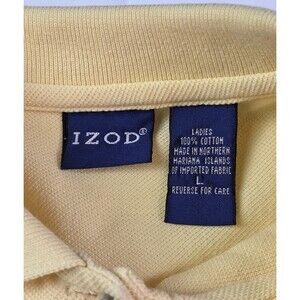 IZOD®
LADIES
100% COTTON
MADE IN NORTHERN
MARIANA ISLANDS
OF IMPORTED FABRIC
L
REVERSE FOR CARE